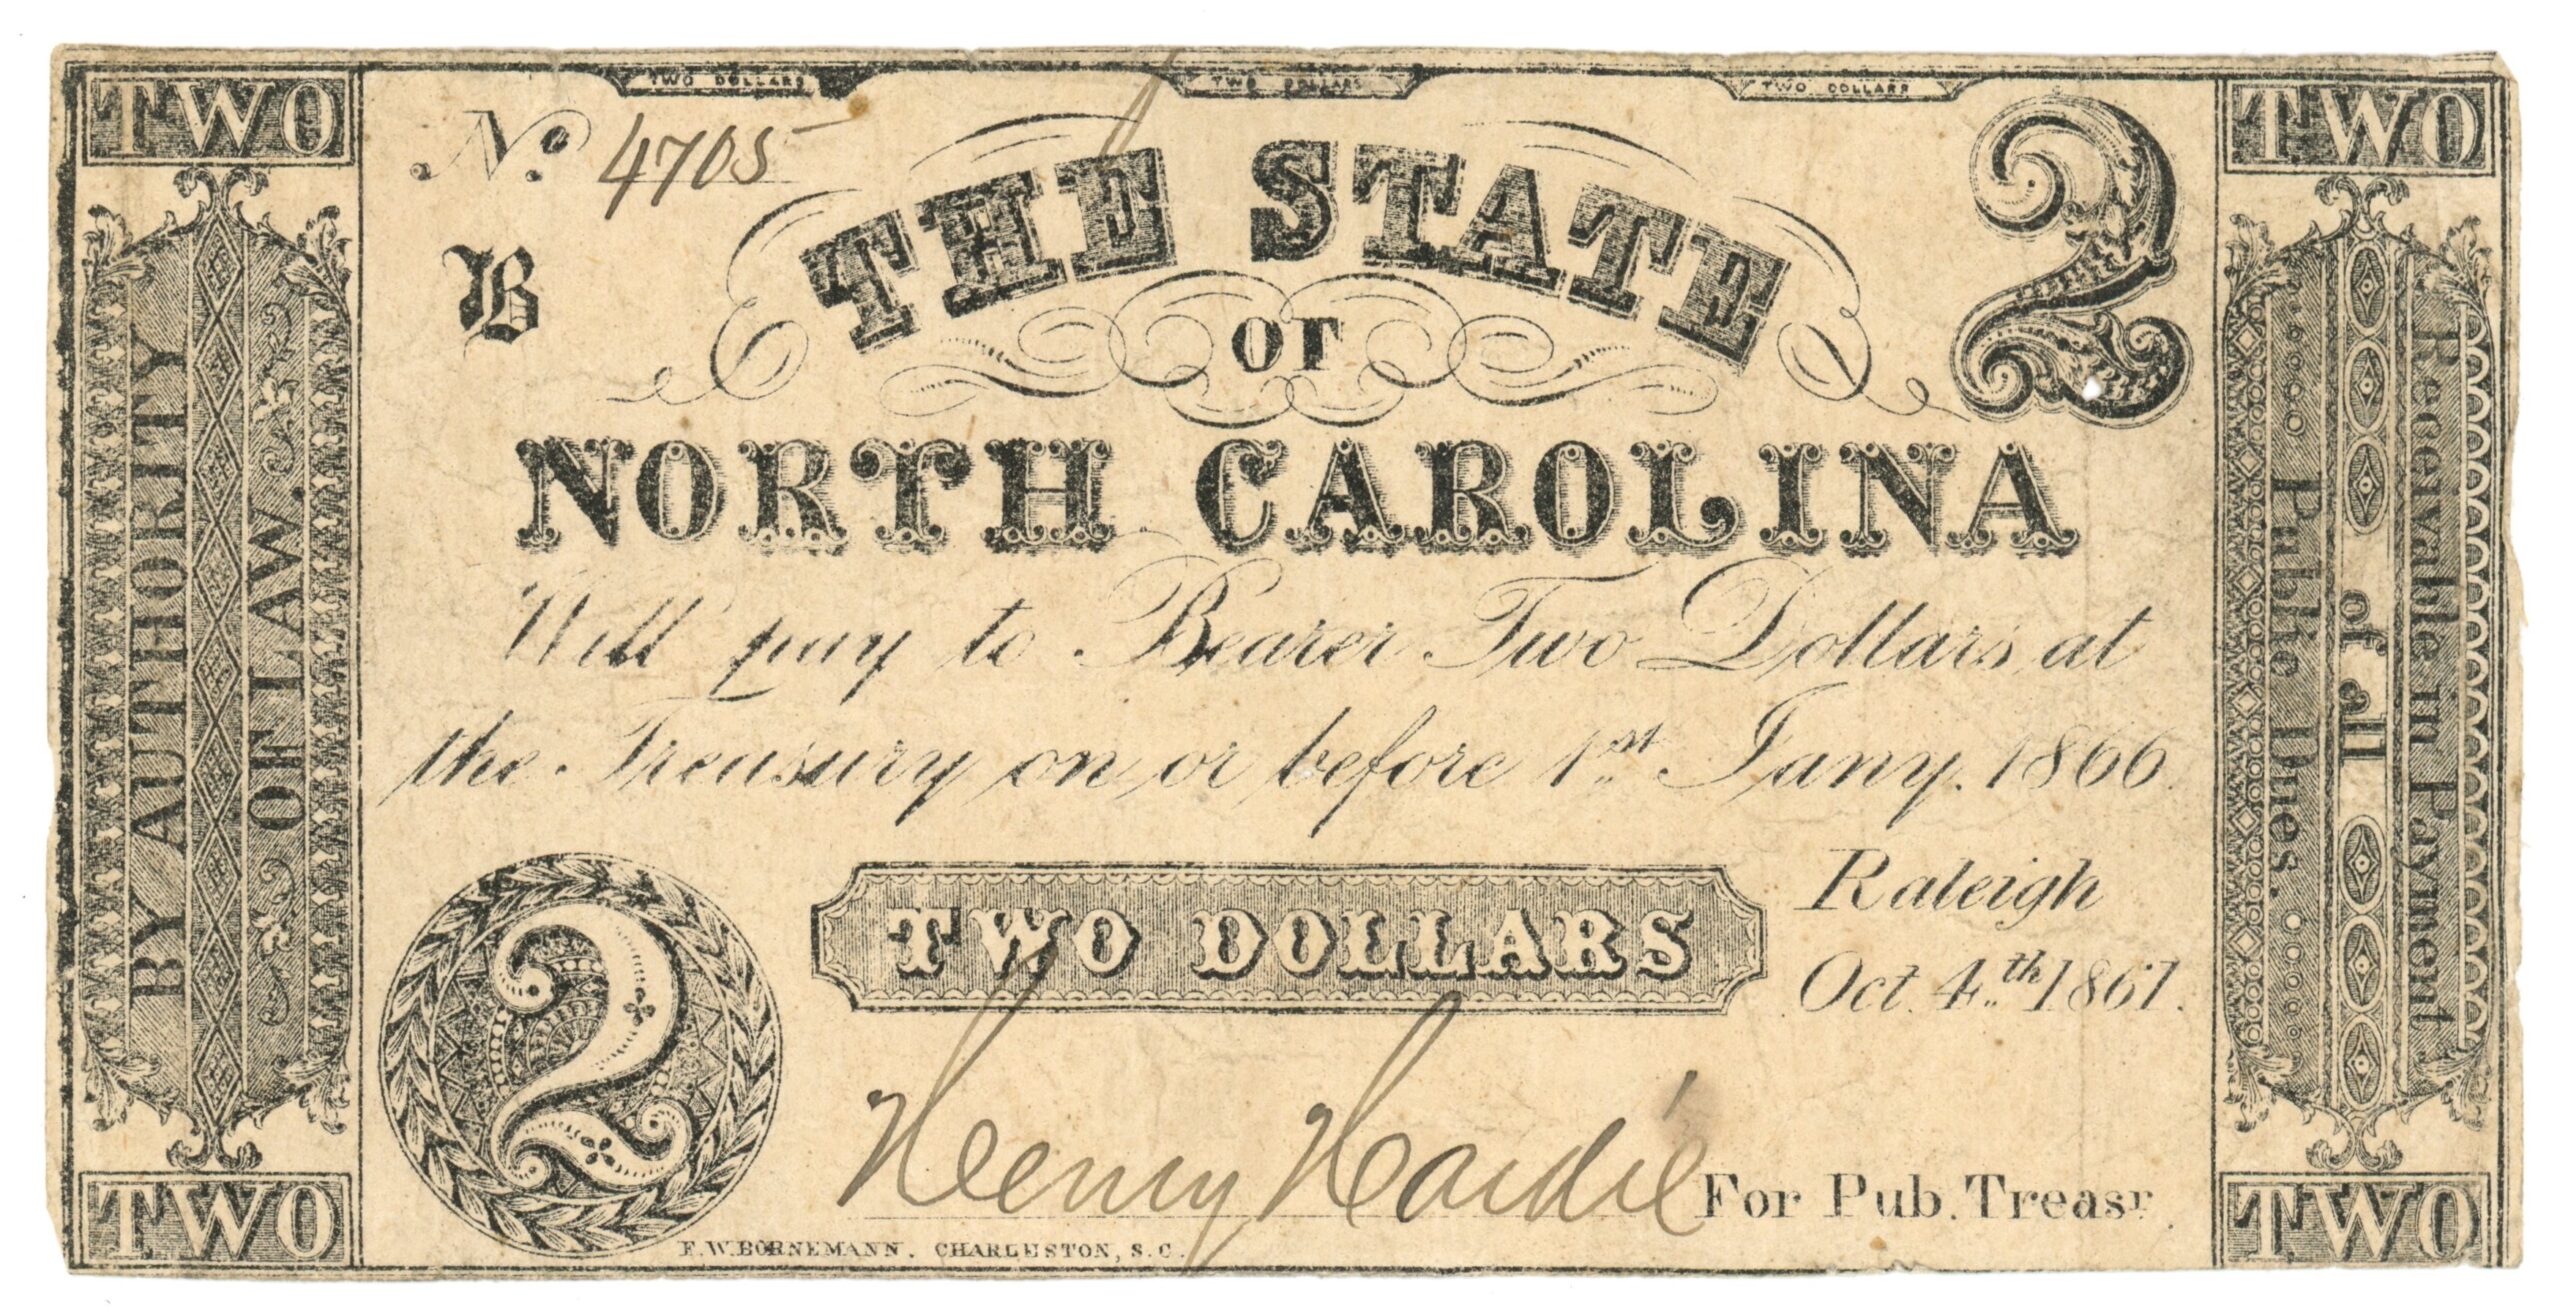 TWO DOLLARS TWO DOLLARS TWO DOLLARS
TWO
TWO
No. 4705
2
B
THE STATE
OF
NORTH CAROLINA
Will pay to Bearer Two Dollars at
the Treasury on or before 1st Jany. 1866.
BY AUTHORITY
OF LAW.
Receivable in Payment
of all
Public Dues.
2
TWO DOLLARS
Raleigh
Oct. 4th 1861.
Henry Hardie
For Pub. Treasr.
F. W. BORNEMANN. CHARLESTON, S. C.
TWO
TWO